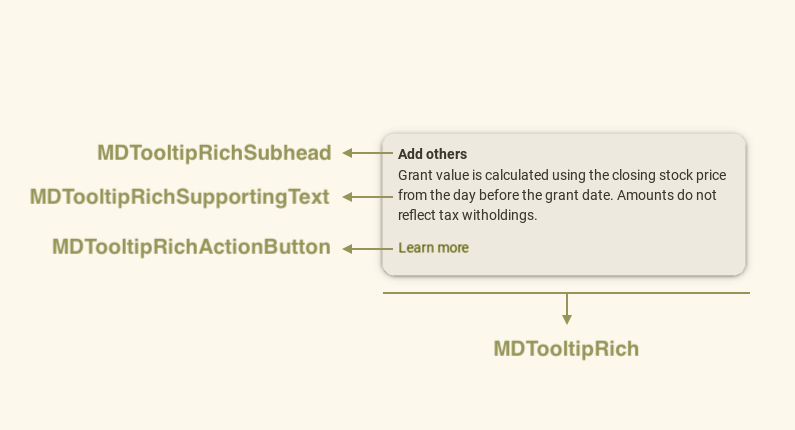 MDTooltipRichSubhead
MDTooltipRichSupportingText
MDTooltipRichActionButton
Add others
Grant value is calculated using the closing stock price
from the day before the grant date. Amounts do not
reflect tax witholdings.
Learn more
MDTooltipRich